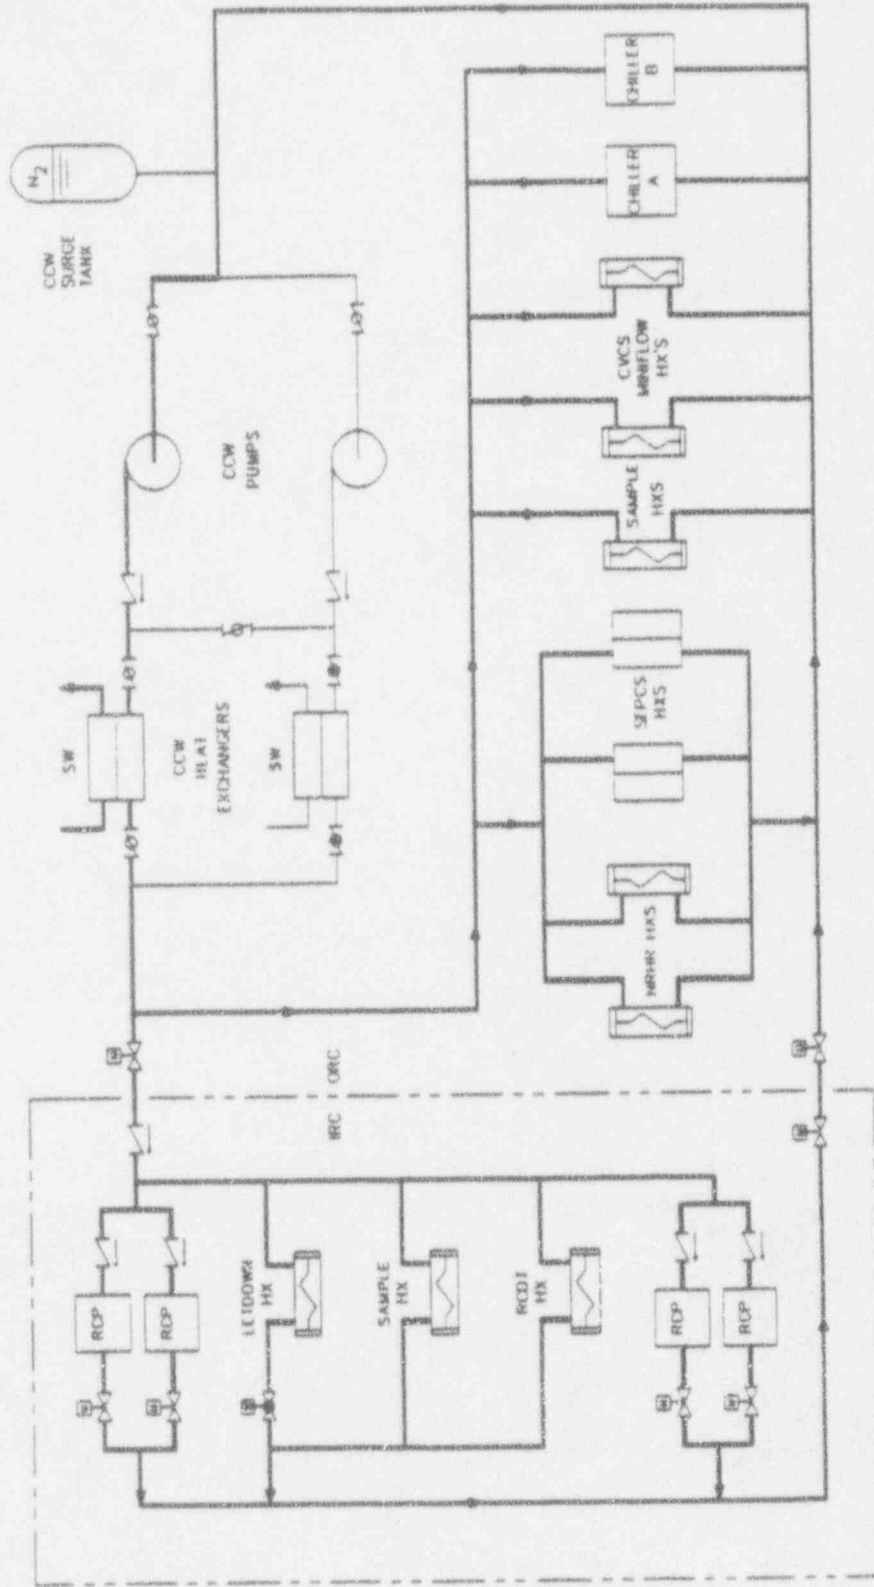 N2
CCW
SURGE
TANK
CCW
PUMPS
SW
CCW
HEAT
EXCHANGERS
SW
CHILLER
B
CHILLER
A
CVCS
MINIFLOW
HX'S
SAMPLE
HXS
SFPCS
HXS
NRHR HXS
IRC
ORC
RCP
RCP
LETDOWN
HX
SAMPLE
HX
RCDT
HX
RCP
RCP
M
M
M
M
M
M
M
M